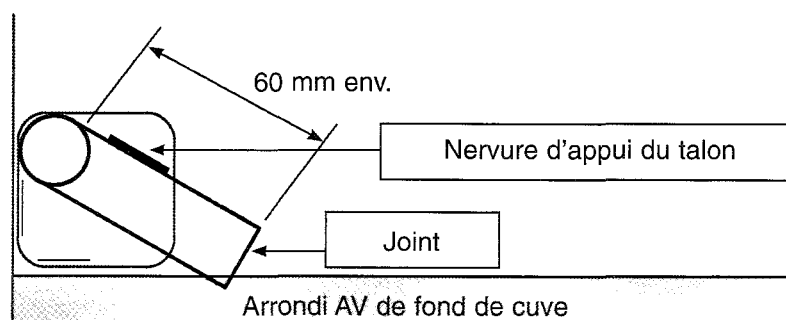 60 mm env.
Nervure d'appui du talon
Joint
Arrondi AV de fond de cuve